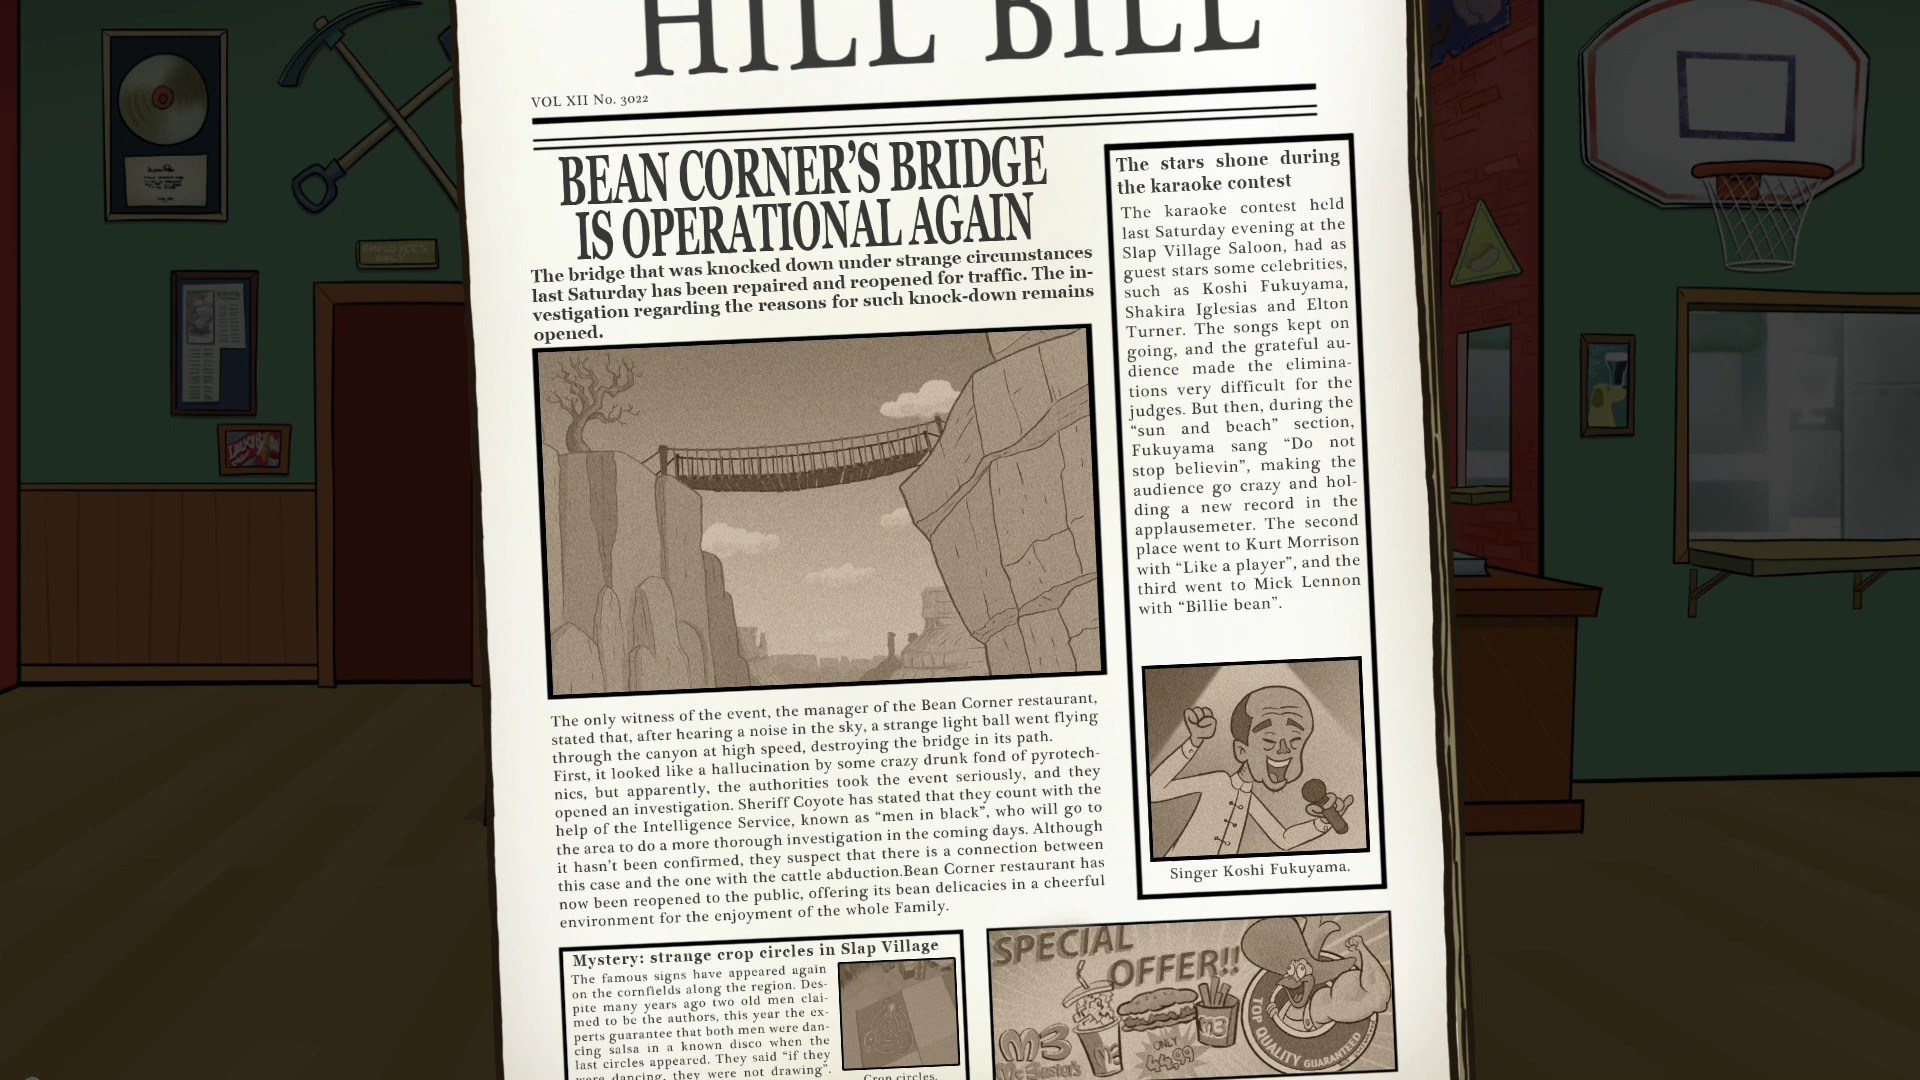 HILL BILL
VOL XII No. 3022
BEAN CORNER'S BRIDGE
IS OPERATIONAL AGAIN
The bridge that was knocked down under strange circumstances
last Saturday has been repaired and reopened for traffic. The in-
vestigation regarding the reasons for such knock-down remains
opened.
The only witness of the event, the manager of the Bean Corner restaurant,
stated that, after hearing a noise in the sky, a strange light ball went flying
through the canyon at high speed, destroying the bridge in its path.
First, it looked like a hallucination by some crazy drunk fond of pyrotech-
nics, but apparently, the authorities took the event seriously, and they
opened an investigation. Sheriff Coyote has stated that they count with the
help of the Intelligence Service, known as “men in black”, who will go to
the area to do a more thorough investigation in the coming days. Although
it hasn't been confirmed, they suspect that there is a connection between
this case and the one with the cattle abduction.Bean Corner restaurant has
now been reopened to the public, offering its bean delicacies in a cheerful
environment for the enjoyment of the whole Family.
The stars shone during
the karaoke contest
The karaoke contest held
last Saturday evening at the
Slap Village Saloon, had as
guest stars some celebrities,
such as Koshi Fukuyama,
Shakira Iglesias and Elton
Turner. The songs kept on
going, and the grateful au-
dience made the elimina-
tions very difficult for the
judges. But then, during the
“sun and beach” section,
Fukuyama sang “Do not
stop believin”, making the
audience go crazy and hol-
ding a new record in the
applausemeter. The second
place went to Kurt Morrison
with “Like a player”, and the
third went to Mick Lennon
with “Billie bean”.
Singer Koshi Fukuyama.
Mystery: strange crop circles in Slap Village
The famous signs have appeared again
on the cornfields along the region. Des-
pite many years ago two old men clai-
med to be the authors, this year the ex-
perts guarantee that both men were dan-
cing salsa in a known disco when the
last circles appeared. They said “if they
were dancing, they were not drawing”.
Crop circles.
SPECIAL
OFFER!!
M3
McBuster's
M3
M3
ONLY
44,99
TOP QUALITY GUARANTEED
EMPLOYEES
ONLY